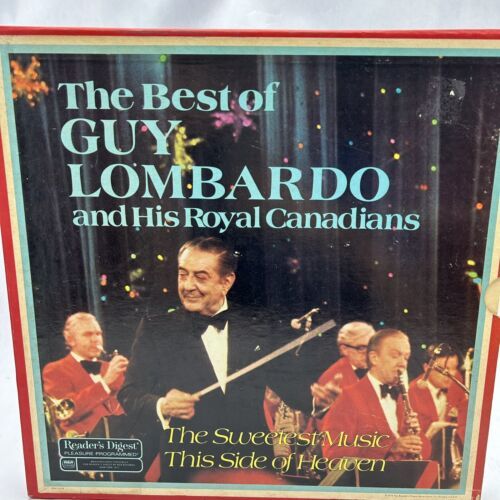 The Best of
GUY
LOMBARDO
and His Royal Canadians
The Sweetest Music
This Side of Heaven
Reader's Digest
PLEASURE PROGRAMMED
RCA